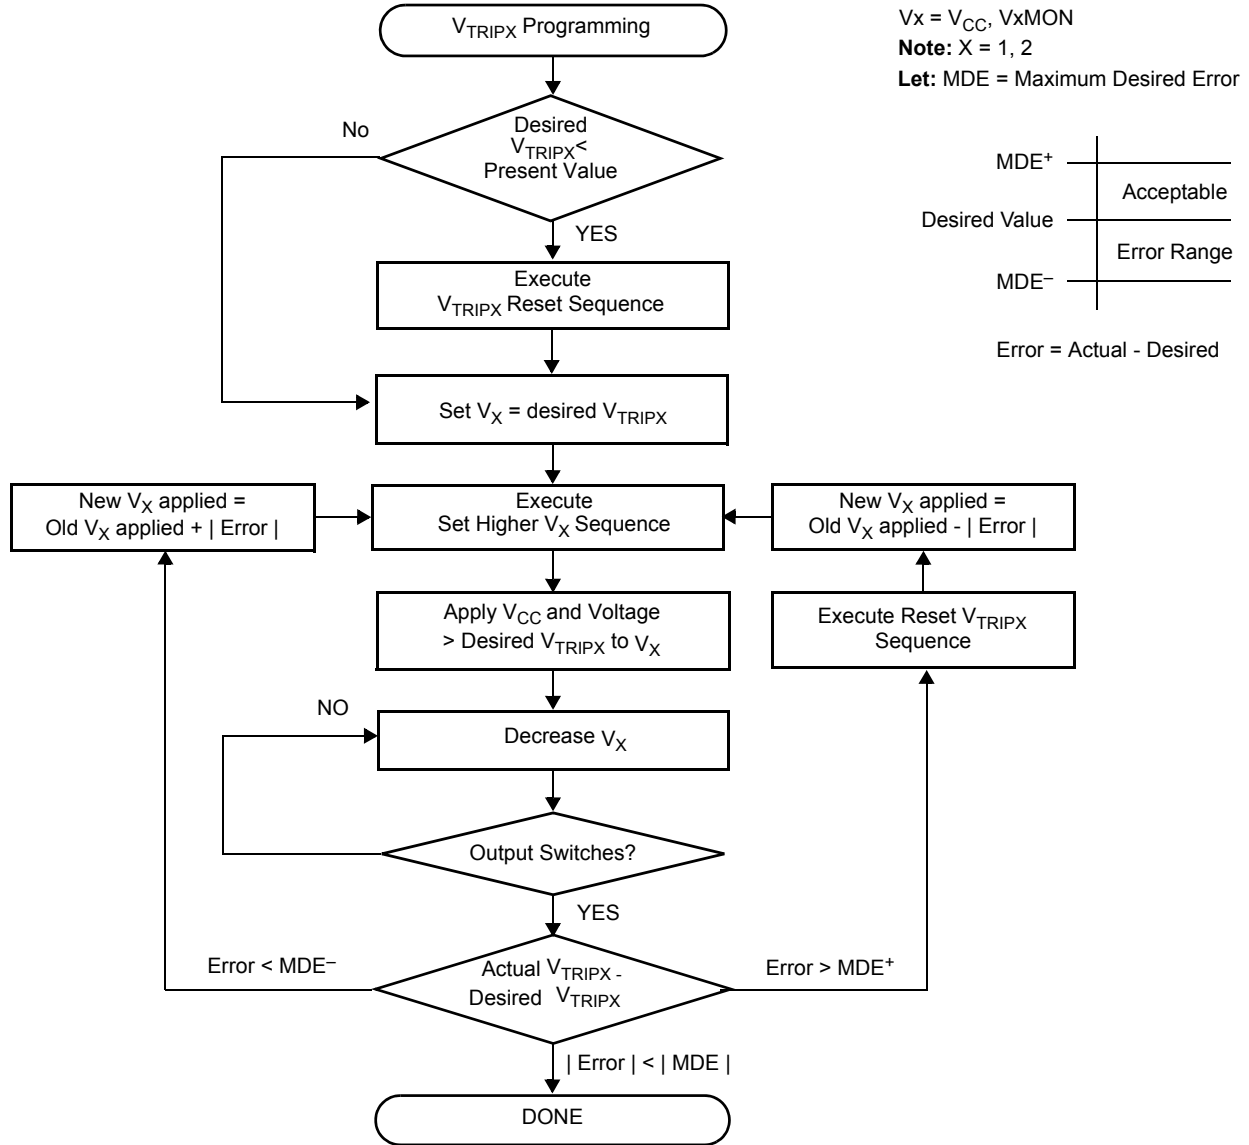 V_TRIPX Programming
Vx = V_CC, VxMON
Note: X = 1, 2
Let: MDE = Maximum Desired Error
No
Desired
V_TRIPX<
Present Value
YES
MDE+
Acceptable
Desired Value
Error Range
MDE–
Error = Actual - Desired
Execute
V_TRIPX Reset Sequence
Set V_X = desired V_TRIPX
New V_X applied =
Old V_X applied + | Error |
Execute
Set Higher V_X Sequence
New V_X applied =
Old V_X applied - | Error |
Apply V_CC and Voltage
> Desired V_TRIPX to V_X
Execute Reset V_TRIPX
Sequence
NO
Decrease V_X
Output Switches?
YES
Error < MDE–
Actual V_TRIPX -
Desired V_TRIPX
Error > MDE+
| Error | < | MDE |
DONE